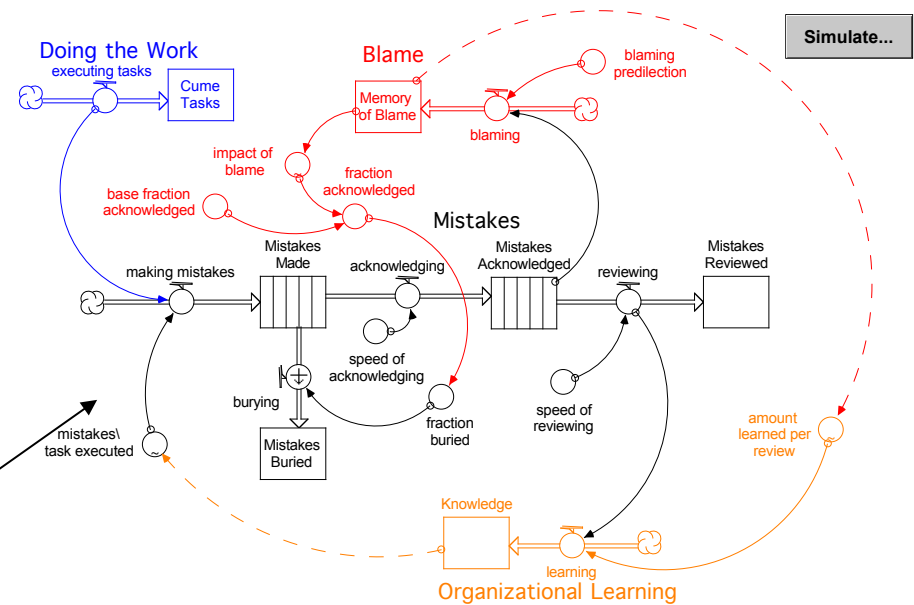 Simulate...
Doing the Work
executing tasks
Cume
Tasks
Blame
Memory
of Blame
blaming
predilection
blaming
impact of
blame
fraction
acknowledged
base fraction
acknowledged
Mistakes
making mistakes
Mistakes
Made
acknowledging
Mistakes
Acknowledged
reviewing
Mistakes
Reviewed
speed of
acknowledging
burying
fraction
buried
speed of
reviewing
mistakes\
task executed
Mistakes
Buried
amount
learned per
review
Knowledge
learning
Organizational Learning